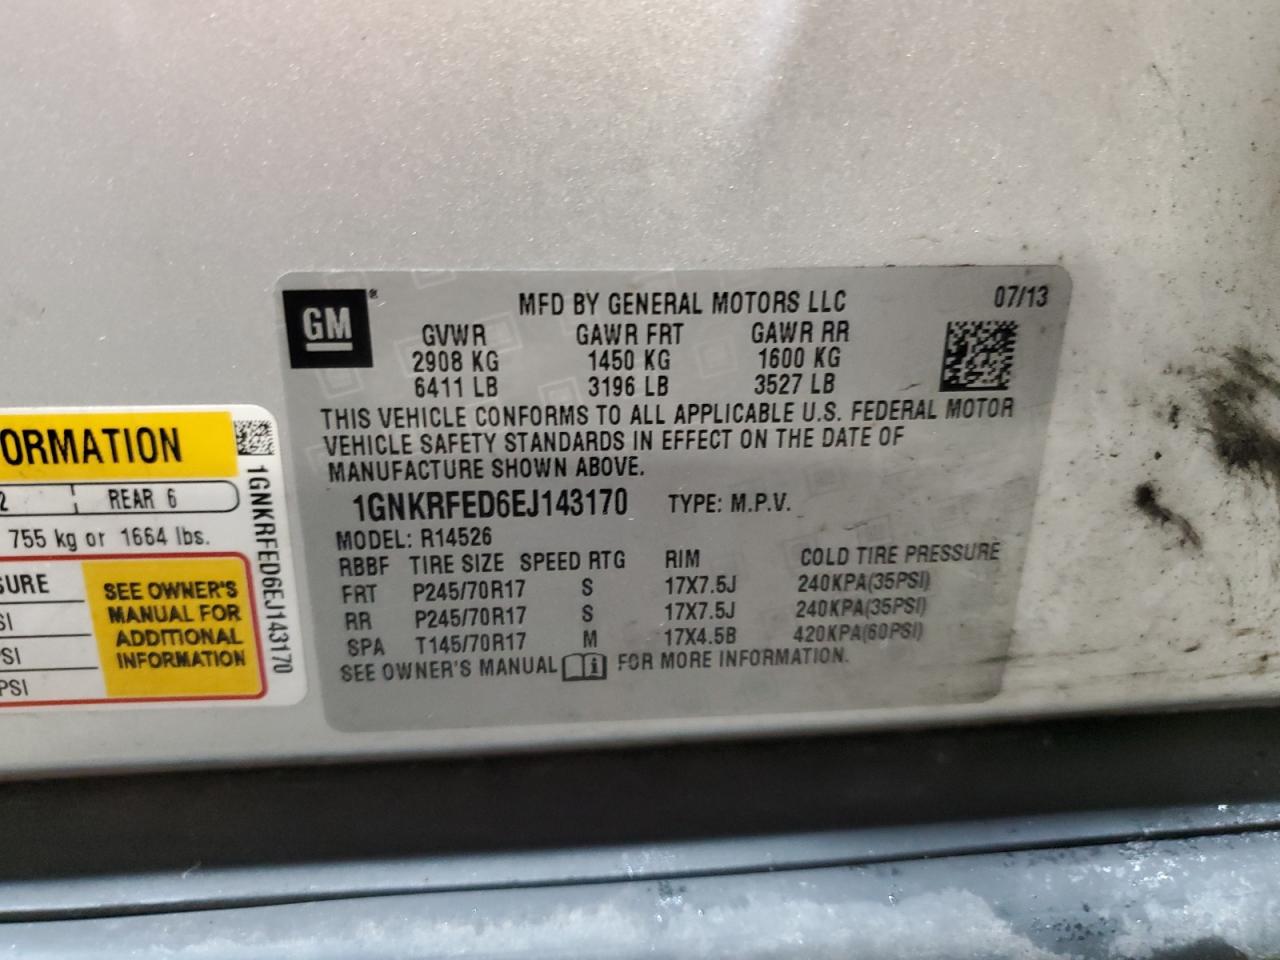 GM ®
MFD BY GENERAL MOTORS LLC 07/13
GVWR GAWR FRT GAWR RR
2908 KG 1450 KG 1600 KG
6411 LB 3196 LB 3527 LB
THIS VEHICLE CONFORMS TO ALL APPLICABLE U.S. FEDERAL MOTOR
VEHICLE SAFETY STANDARDS IN EFFECT ON THE DATE OF
MANUFACTURE SHOWN ABOVE.
1GNKRFED6EJ143170 TYPE: M.P.V.
MODEL: R14526
RBBF TIRE SIZE SPEED RTG RIM COLD TIRE PRESSURE
FRT P245/70R17 S 17X7.5J 240KPA(35PSI)
RR P245/70R17 S 17X7.5J 240KPA(35PSI)
SPA T145/70R17 M 17X4.5B 420KPA(60PSI)
SEE OWNER'S MANUAL i FOR MORE INFORMATION.
ORMATION
2 REAR 6
755 kg or 1664 lbs.
SURE
SI
PSI
PSI
SEE OWNER'S
MANUAL FOR
ADDITIONAL
INFORMATION
1GNKRFED6EJ143170